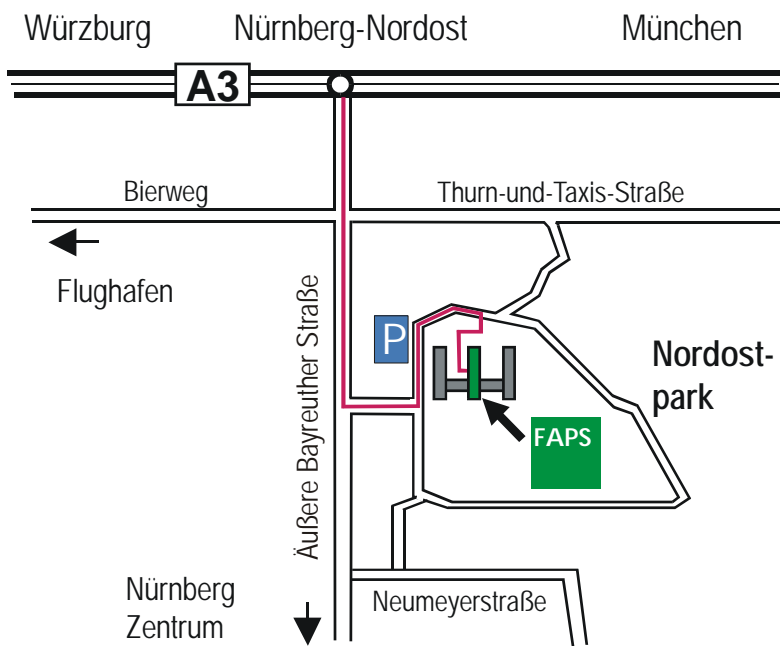 Würzburg
Nürnberg-Nordost
München
A3
Bierweg
Thurn-und-Taxis-Straße
Flughafen
Äußere Bayreuther Straße
P
Nordost-
park
FAPS
Nürnberg
Zentrum
Neumeyerstraße